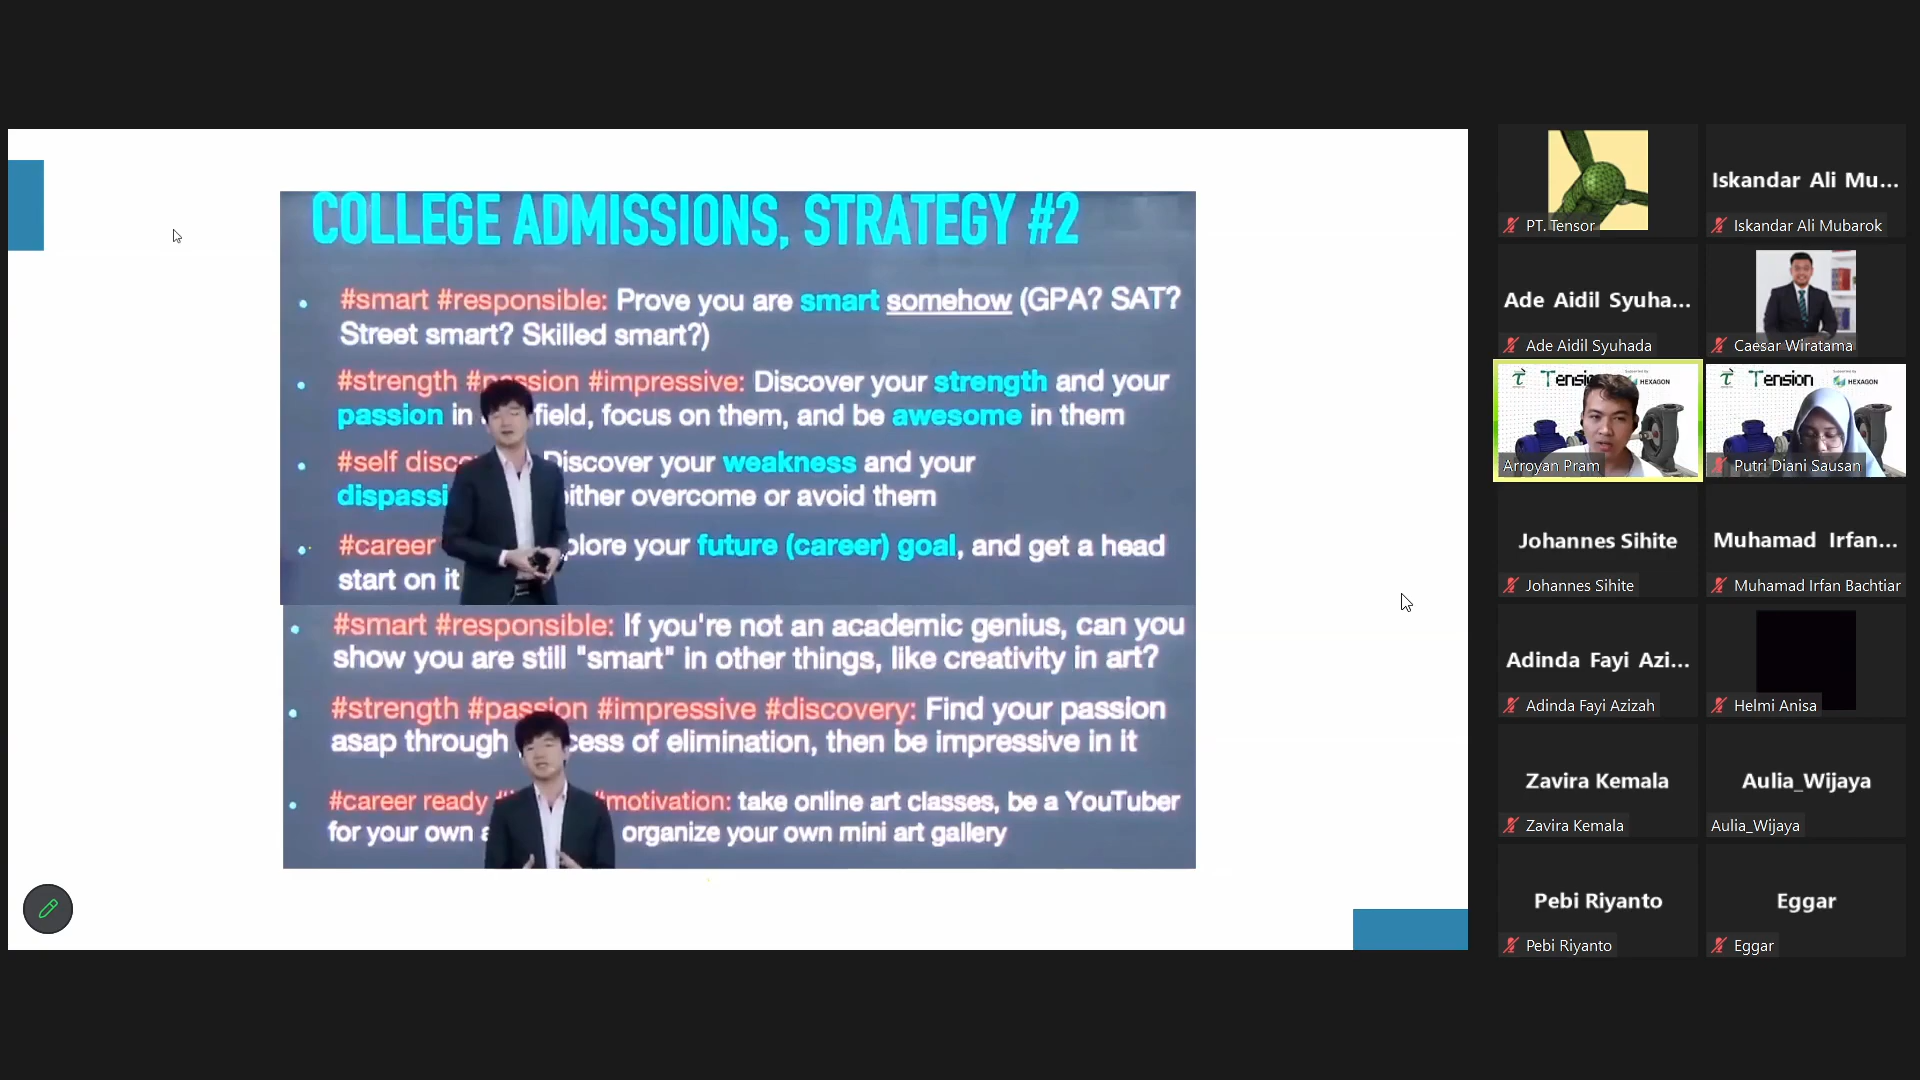 COLLEGE ADMISSIONS, STRATEGY #2
#smart #responsible: Prove you are smart somehow (GPA? SAT?
Street smart? Skilled smart?)
#strength #passion #impressive: Discover your strength and your
passion in field, focus on them, and be awesome in them
#self Discover your weakness and your
either overcome or avoid them
#career your future (career) goal, and get a head
start on it
#smart #responsible: If you're not an academic genius, can you
show you are still "smart" in other things, like creativity in art?
#strength #passion #impressive #discovery: Find your passion
asap through process of elimination, then be impressive in it
#career ready #motivation: take online art classes, be a YouTuber
for your own organize your own mini art gallery
PT. Tensor
Iskandar Ali Mu...
Iskandar Ali Mubarok
Ade Aidil Syuha...
Ade Aidil Syuhada
Caesar Wiratama
Tension
HEXAGON
Arroyan Pram
Tension
HEXAGON
Putri Diani Sausan
Johannes Sihite
Johannes Sihite
Muhamad Irfan...
Muhamad Irfan Bachtiar
Adinda Fayi Azi...
Adinda Fayi Azizah
Helmi Anisa
Zavira Kemala
Zavira Kemala
Aulia_Wijaya
Aulia_Wijaya
Pebi Riyanto
Pebi Riyanto
Eggar
Eggar